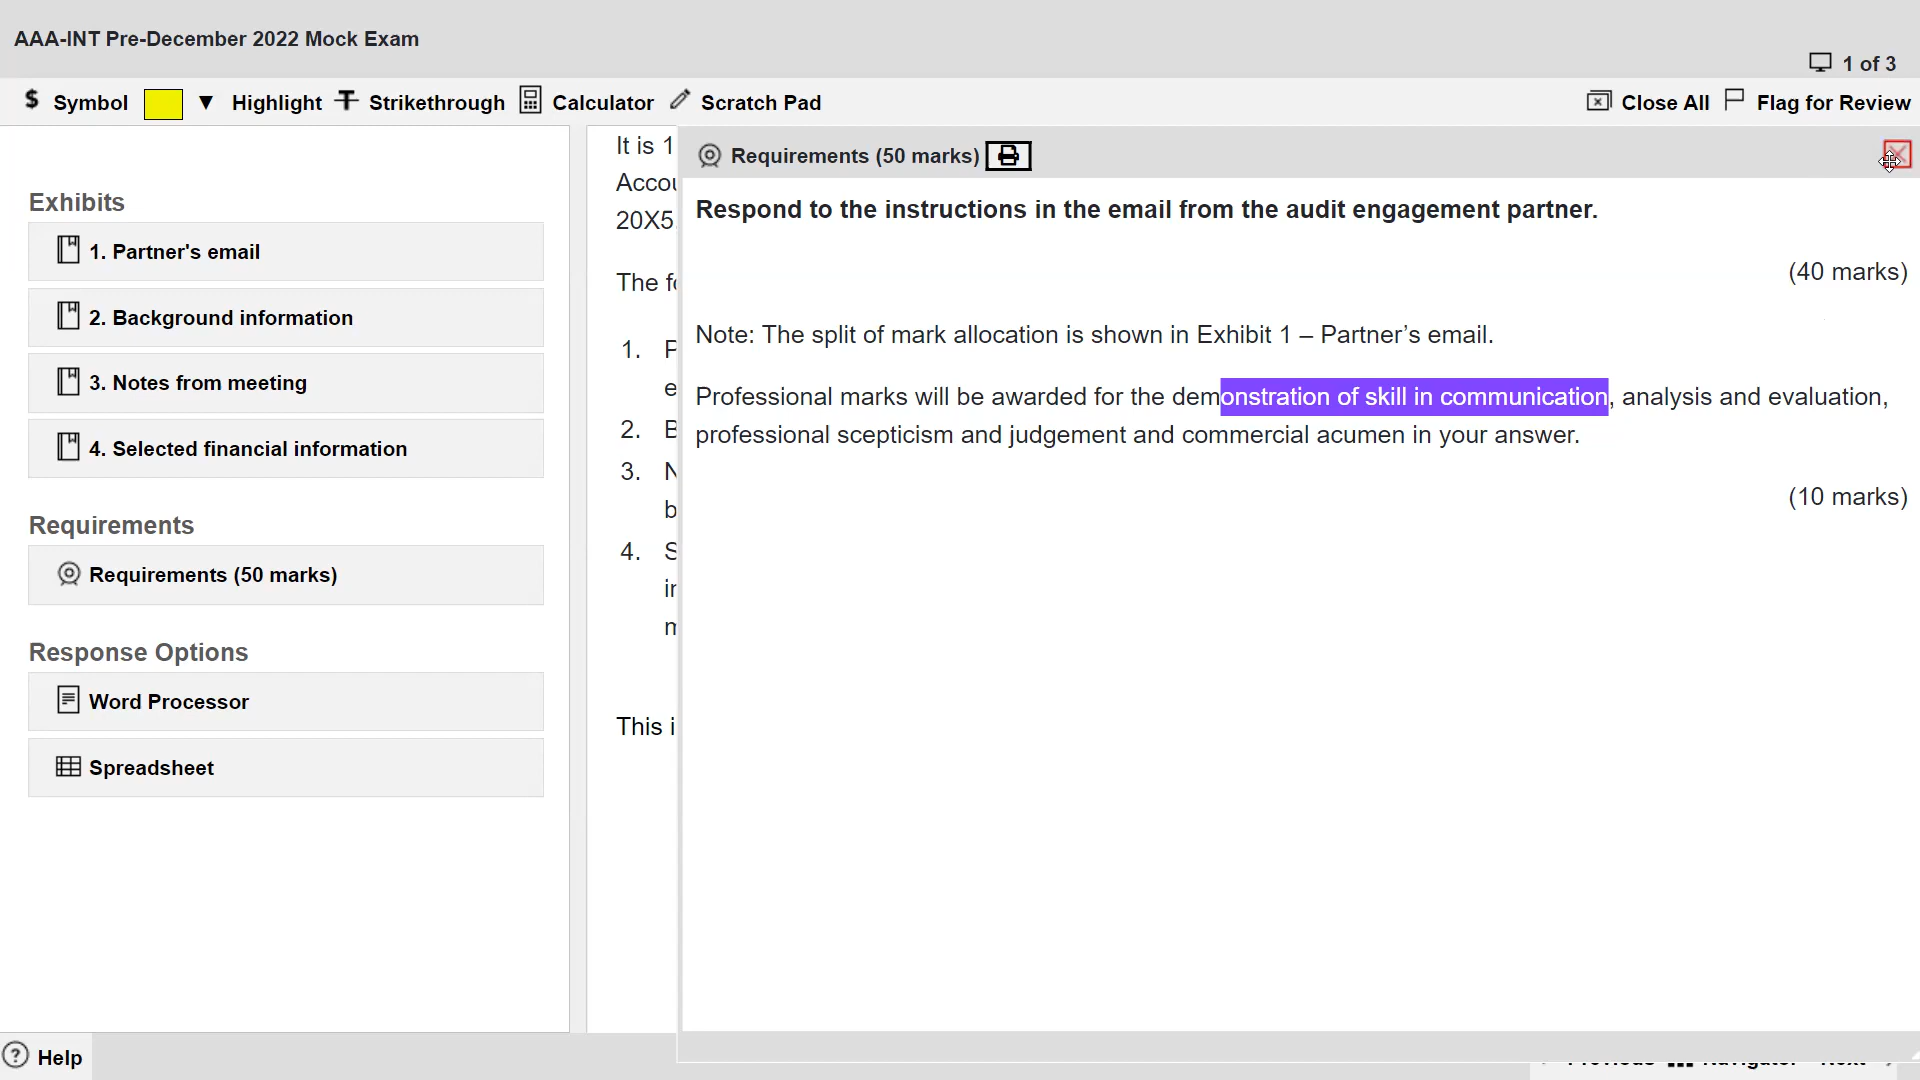 AAA-INT Pre-December 2022 Mock Exam
1 of 3
Symbol Highlight Strikethrough Calculator Scratch Pad Close All Flag for Review
Exhibits
1. Partner's email
2. Background information
3. Notes from meeting
4. Selected financial information
Requirements
Requirements (50 marks)
Response Options
Word Processor
Spreadsheet
It is 1
20X5
1.
2.
3.
4.
This i
Requirements (50 marks)
Respond to the instructions in the email from the audit engagement partner.
(40 marks)
Note: The split of mark allocation is shown in Exhibit 1 – Partner’s email.
Professional marks will be awarded for the demonstration of skill in communication, analysis and evaluation,
professional scepticism and judgement and commercial acumen in your answer.
(10 marks)
Help